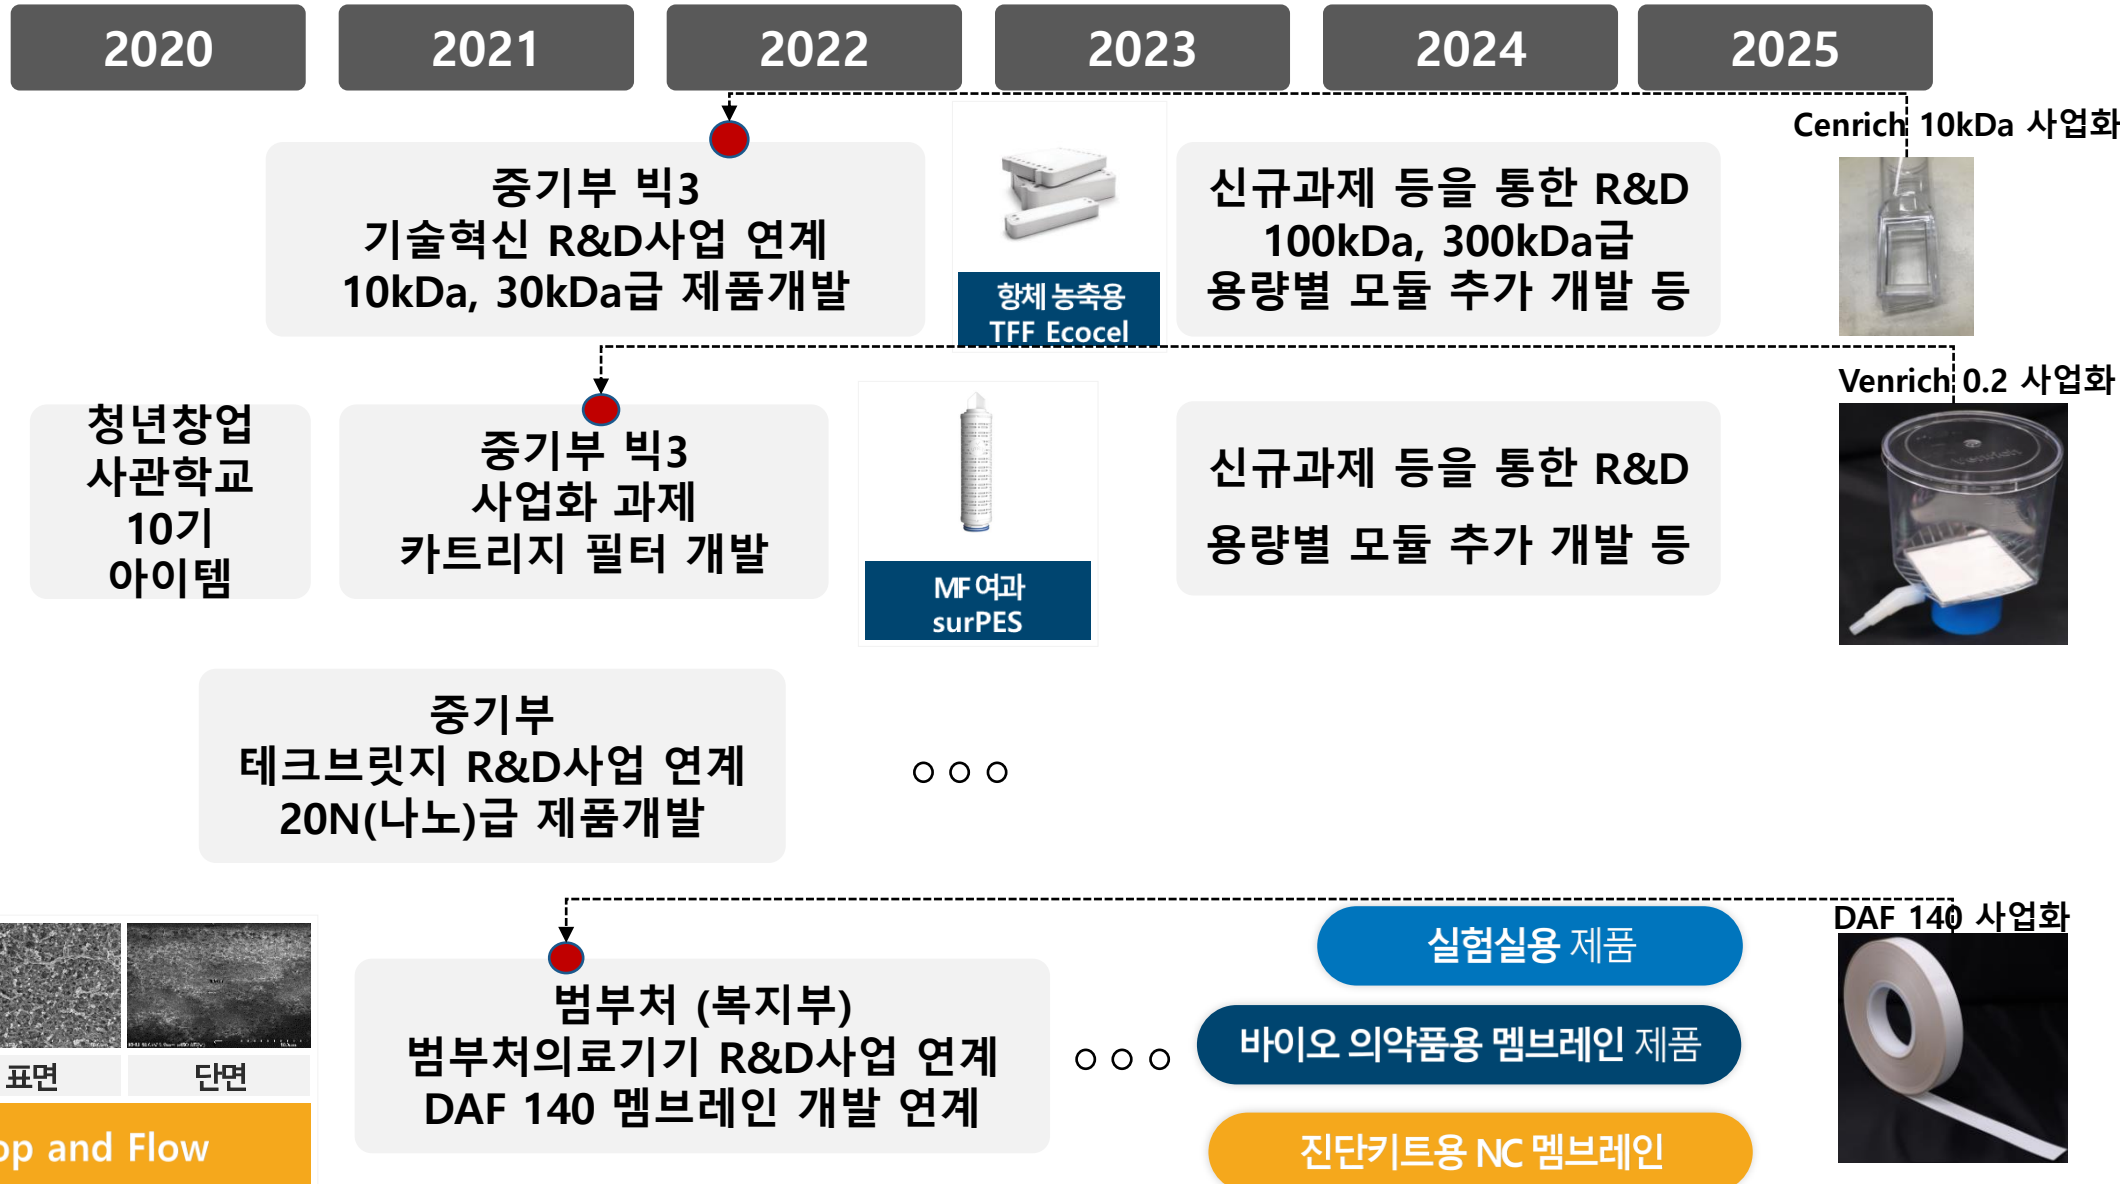 2020
2021
2022
2023
2024
2025
Cenrich 10kDa 사업화
중기부 빅3
기술혁신 R&D사업 연계
10kDa, 30kDa급 제품개발
항체 농축용
TFF Ecocel
신규과제 등을 통한 R&D
100kDa, 300kDa급
용량별 모듈 추가 개발 등
Venrich 0.2 사업화
청년창업
사관학교
10기
아이템
중기부 빅3
사업화 과제
카트리지 필터 개발
MF 여과
surPES
신규과제 등을 통한 R&D
용량별 모듈 추가 개발 등
중기부
테크브릿지 R&D사업 연계
20N(나노)급 제품개발
DAF 140 사업화
표면
단면
op and Flow
범부처 (복지부)
범부처의료기기 R&D사업 연계
DAF 140 멤브레인 개발 연계
실험실용 제품
바이오 의약품용 멤브레인 제품
진단키트용 NC 멤브레인